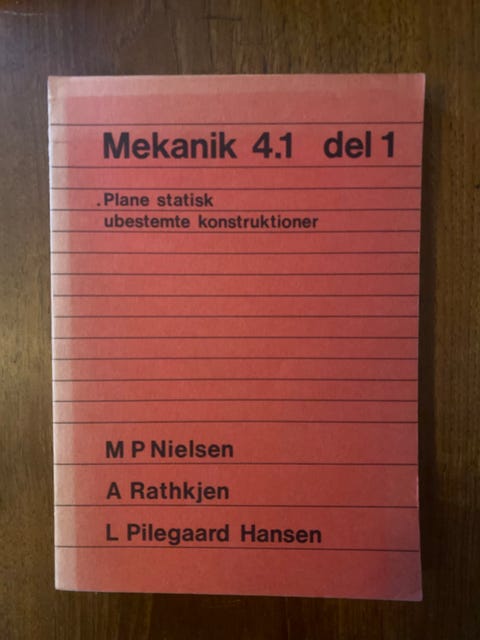 Mekanik 4.1 del 1
.Plane statisk
ubestemte konstruktioner
M P Nielsen
A Rathkjen
L Pilegaard Hansen